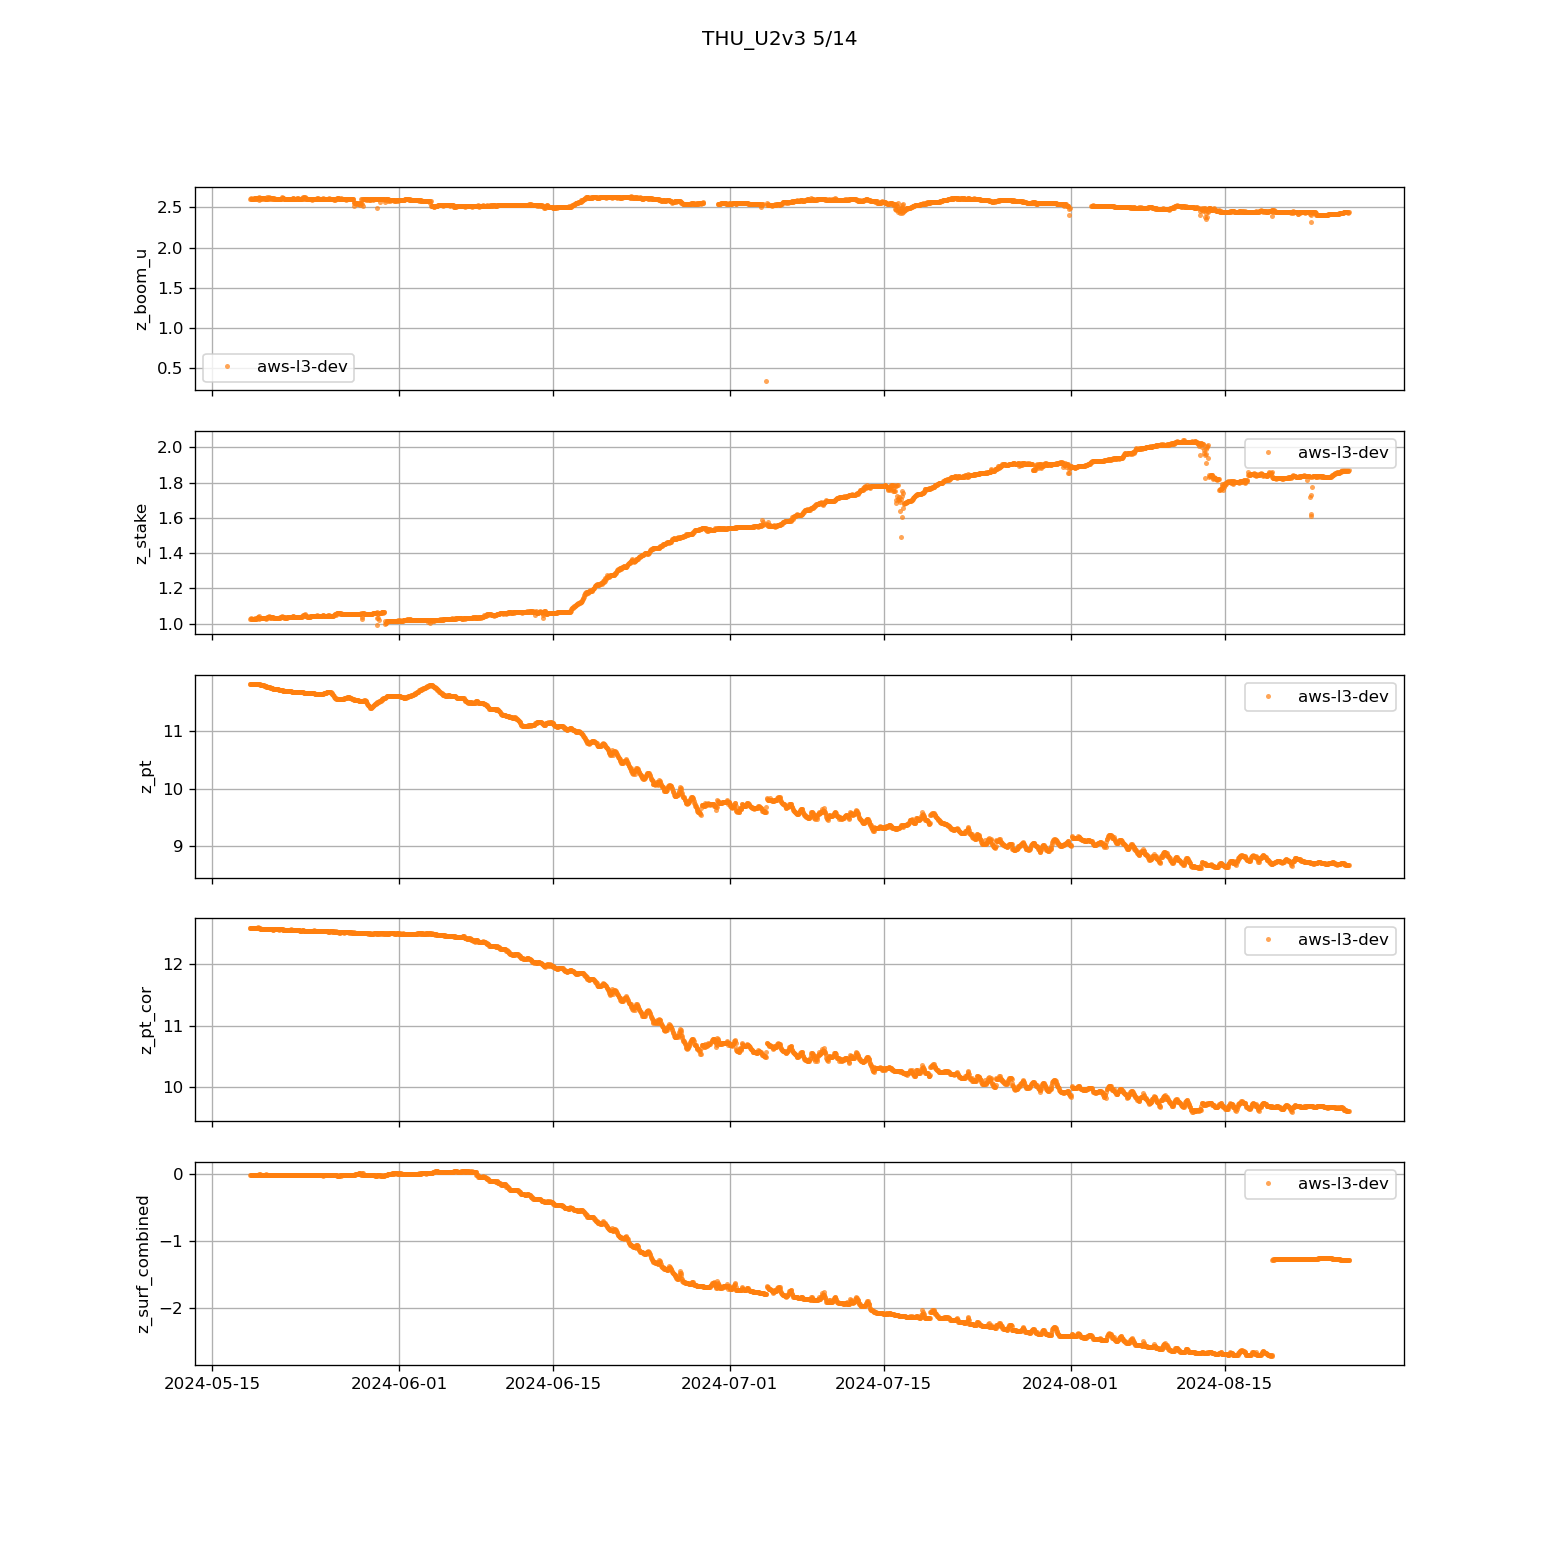 THU_U2v3 5/14
z_boom_u
2.5
2.0
1.5
1.0
0.5
aws-l3-dev
z_stake
2.0
1.8
1.6
1.4
1.2
1.0
aws-l3-dev
z_pt
11
10
9
aws-l3-dev
z_pt_cor
12
11
10
aws-l3-dev
z_surf_combined
0
−1
−2
aws-l3-dev
2024-05-15 2024-06-01 2024-06-15 2024-07-01 2024-07-15 2024-08-01 2024-08-15